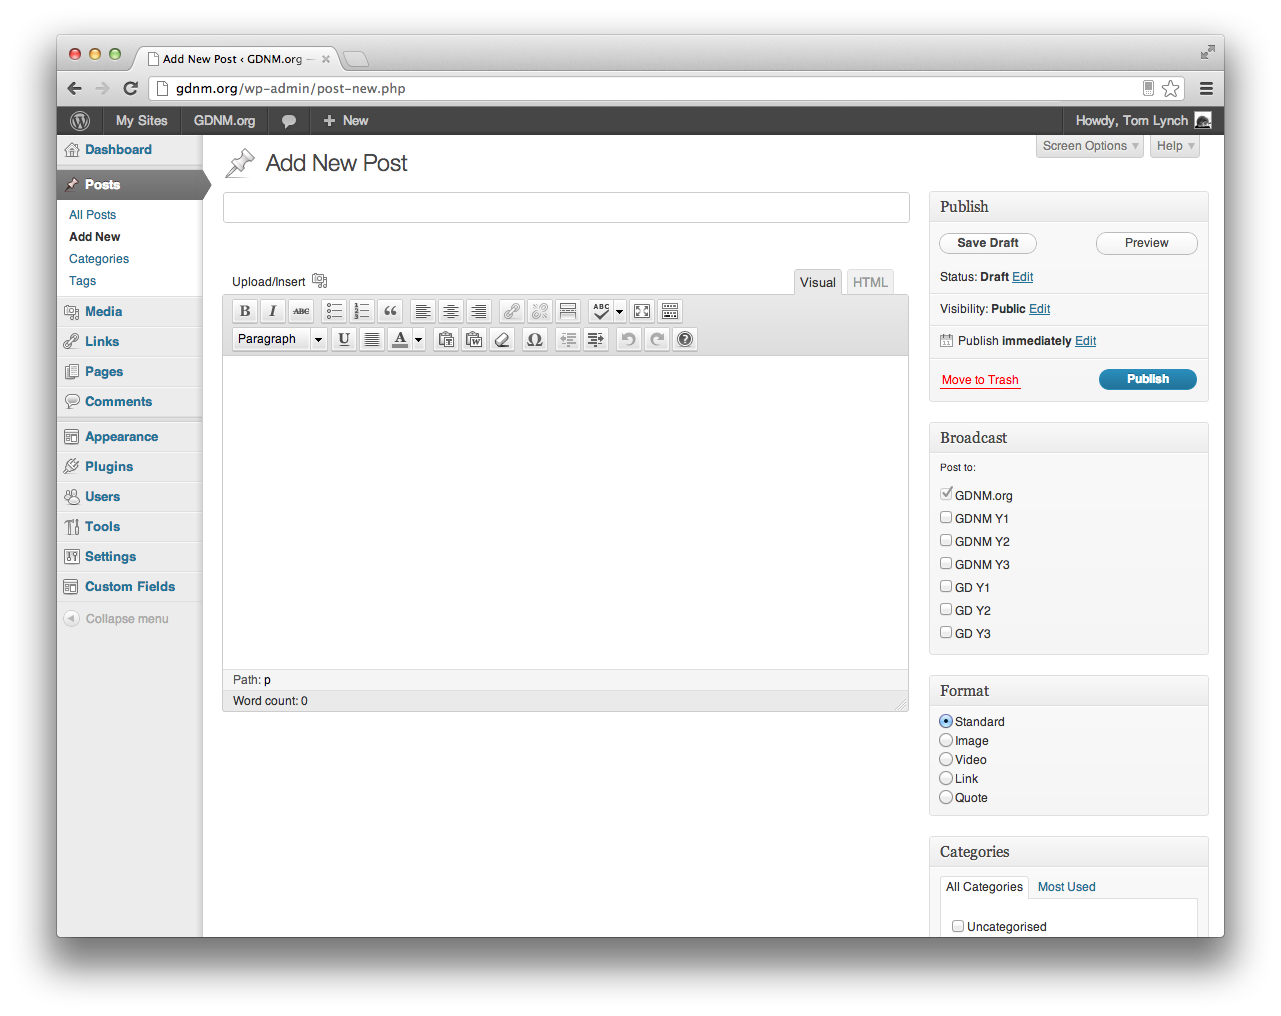 Add New Post ‹ GDNM.org —
gdnm.org/wp-admin/post-new.php
My Sites GDNM.org + New Howdy, Tom Lynch
Screen Options Help
Dashboard
Posts
All Posts
Add New
Categories
Tags
Media
Links
Pages
Comments
Appearance
Plugins
Users
Tools
Settings
Custom Fields
Collapse menu
Add New Post
Upload/Insert Visual HTML
B I ABC “ ABC
Paragraph U A T W Ω ?
Path: p
Word count: 0
Publish
Save Draft Preview
Status: Draft Edit
Visibility: Public Edit
Publish immediately Edit
Move to Trash Publish
Broadcast
Post to:
GDNM.org
GDNM Y1
GDNM Y2
GDNM Y3
GD Y1
GD Y2
GD Y3
Format
Standard
Image
Video
Link
Quote
Categories
All Categories Most Used
Uncategorised